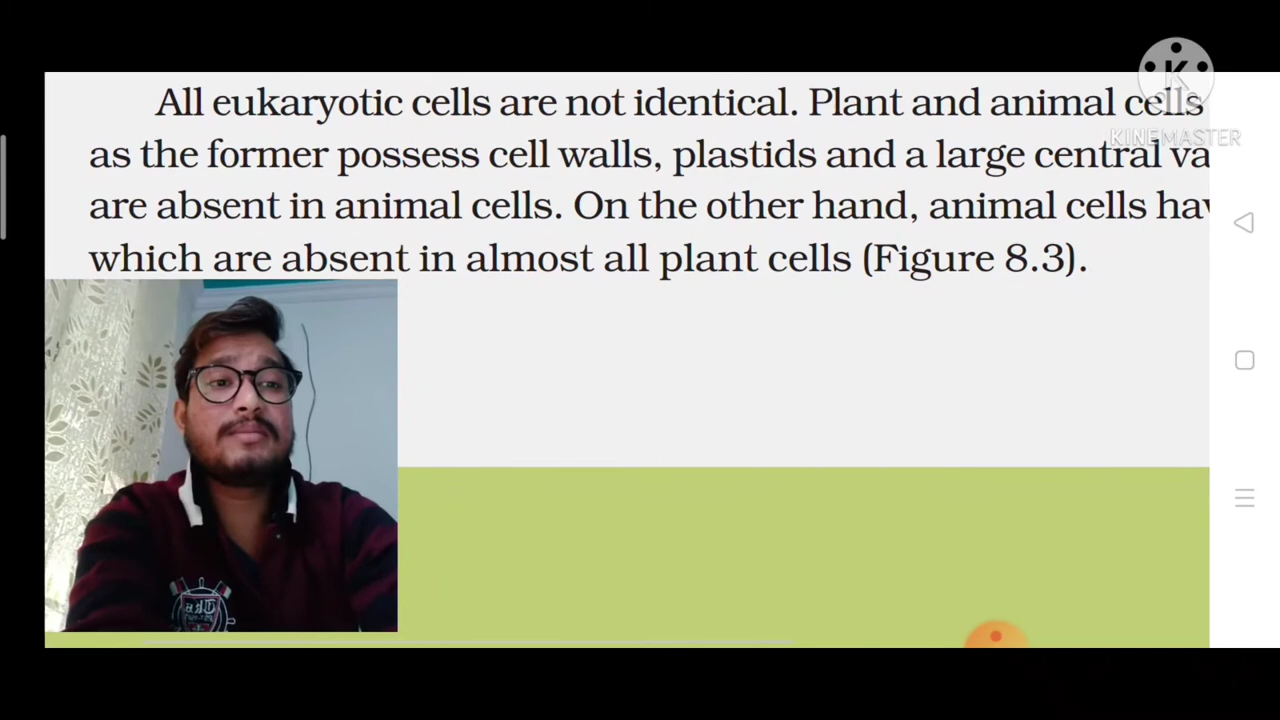 All eukaryotic cells are not identical. Plant and animal cells
as the former possess cell walls, plastids and a large central
are absent in animal cells. On the other hand, animal cells
which are absent in almost all plant cells (Figure 8.3).
K
KINEMASTER